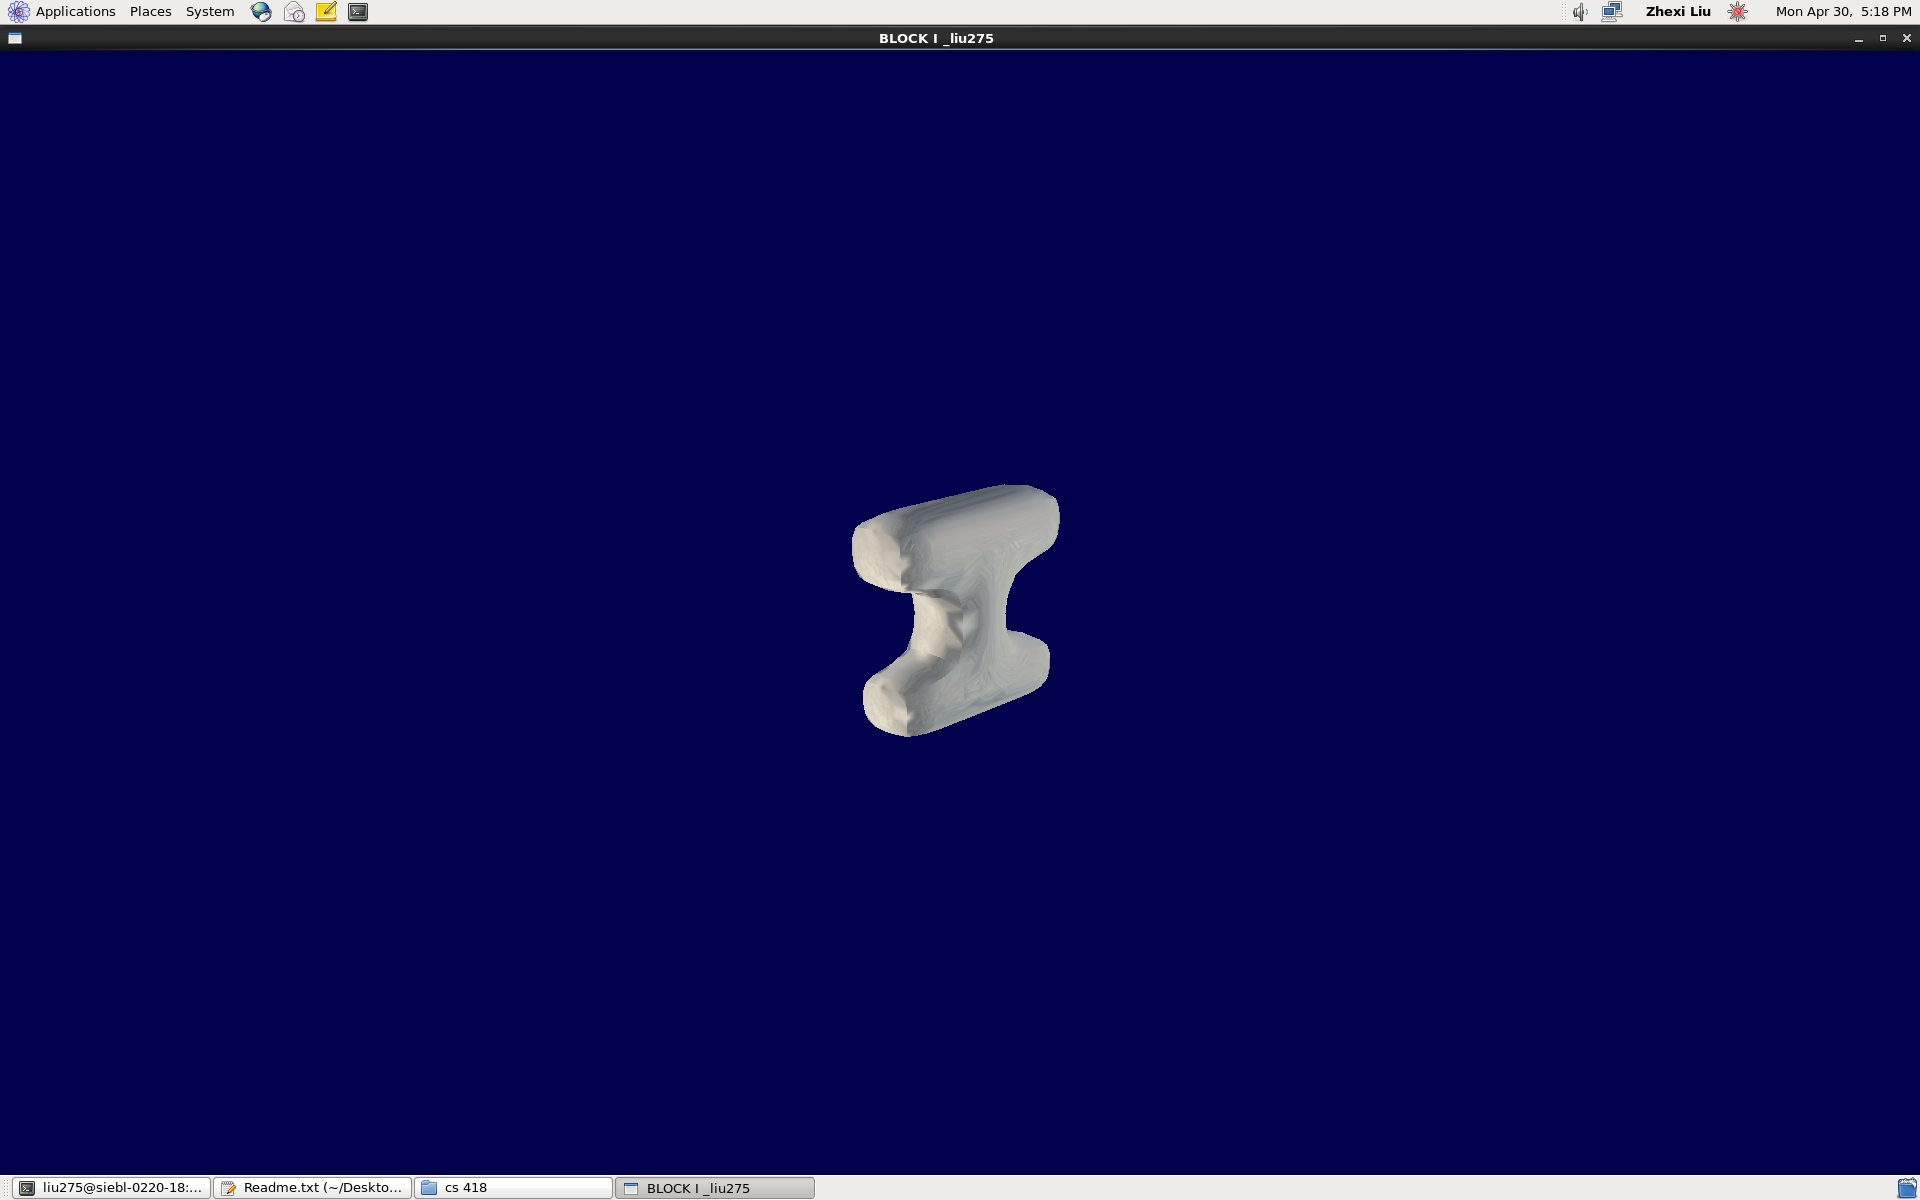 Applications Places System Zhexi Liu Mon Apr 30, 5:18 PM
BLOCK I _liu275
liu275@siebl-0220-18:... Readme.txt (~/Deskto... cs 418 BLOCK I _liu275